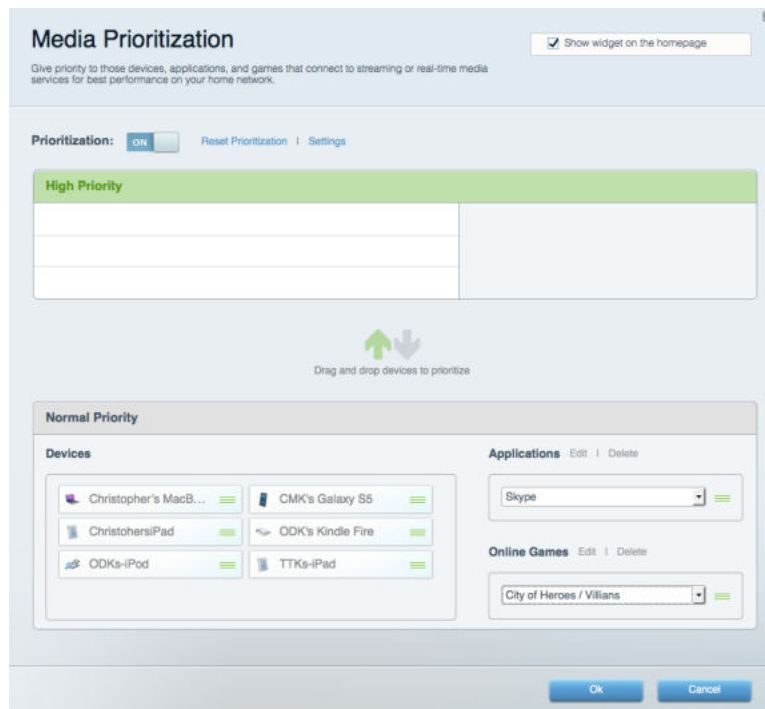 Media Prioritization
Show widget on the homepage
Give priority to those devices, applications, and games that connect to streaming or real-time media
services for best performance on your home network.
Prioritization: ON Reset Prioritization | Settings
High Priority
Drag and drop devices to prioritize
Normal Priority
Devices
Christopher's MacB...
CMK's Galaxy S5
ChristohersiPad
ODK's Kindle Fire
ODKs-iPod
TTKs-iPad
Applications Edit | Delete
Skype
Online Games Edit | Delete
City of Heroes / Villians
Ok
Cancel